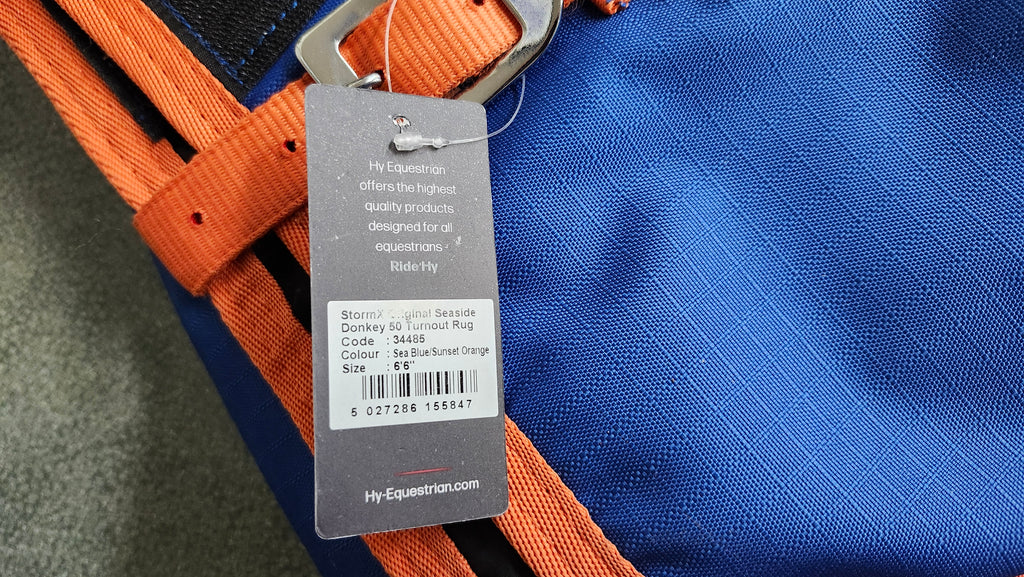 Hy Equestrian
offers the highest
quality products
designed for all
equestrians -
Ride Hy
StormX Original Seaside
Donkey 50 Turnout Rug
Code : 34485
Colour : Sea Blue/Sunset Orange
Size : 6'6"
5 027286 155847
Hy-Equestrian.com